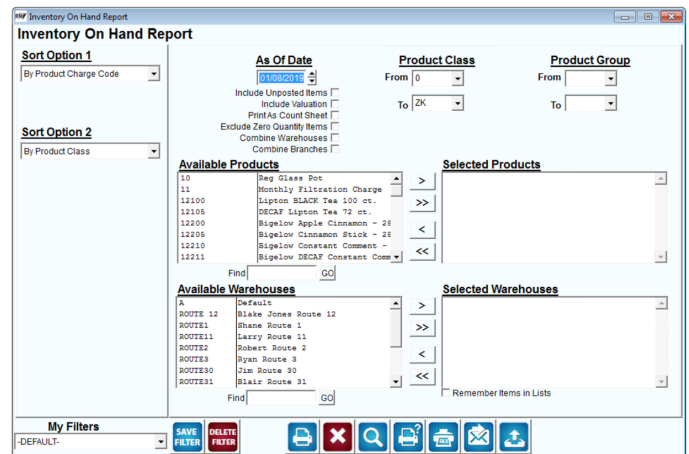 Inventory On Hand Report
Inventory On Hand Report
Sort Option 1
By Product Charge Code
Sort Option 2
By Product Class
As Of Date
01/08/2019
Include Unposted Items
Include Valuation
Print As Count Sheet
Exclude Zero Quantity Items
Combine Warehouses
Combine Branches
Product Class
From 0
To ZK
Product Group
From
To
Available Products
10 Reg Glass Pot
11 Monthly Filtration Charge
12100 Lipton BLACK Tea 100 ct.
12105 DECAF Lipton Tea 72 ct.
12200 Bigelow Apple Cinnamon - 28
12205 Bigelow Cinnamon Stick - 28
12210 Bigelow Constant Comment -
12211 Bigelow DECAF Constant Comm
Find GO
>
>>
<
<<
Selected Products
Available Warehouses
A Default
ROUTE 12 Blake Jones Route 12
ROUTE1 Shane Route 1
ROUTE11 Larry Route 11
ROUTE2 Robert Route 2
ROUTE3 Ryan Route 3
ROUTE30 Jim Route 30
ROUTE31 Blair Route 31
Find GO
>
>>
<
<<
Selected Warehouses
Remember Items in Lists
My Filters
-DEFAULT-
SAVE FILTER
DELETE FILTER